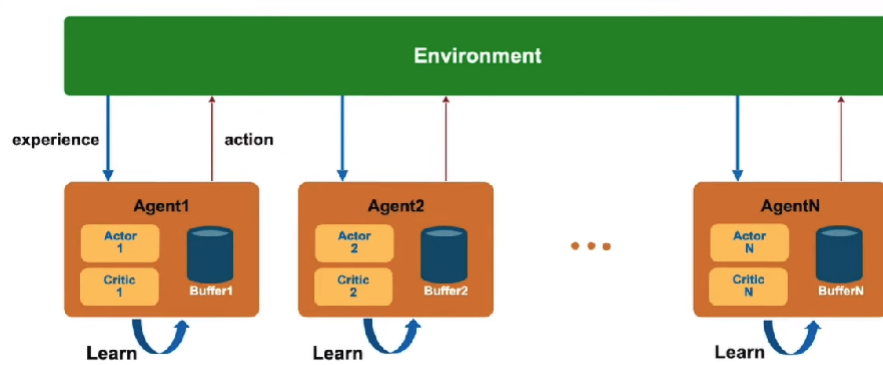 Environment
experience
action
Agent1
Actor
1
Critic
1
Buffer1
Learn
Agent2
Actor
2
Critic
2
Buffer2
Learn
AgentN
Actor
N
Critic
N
BufferN
Learn